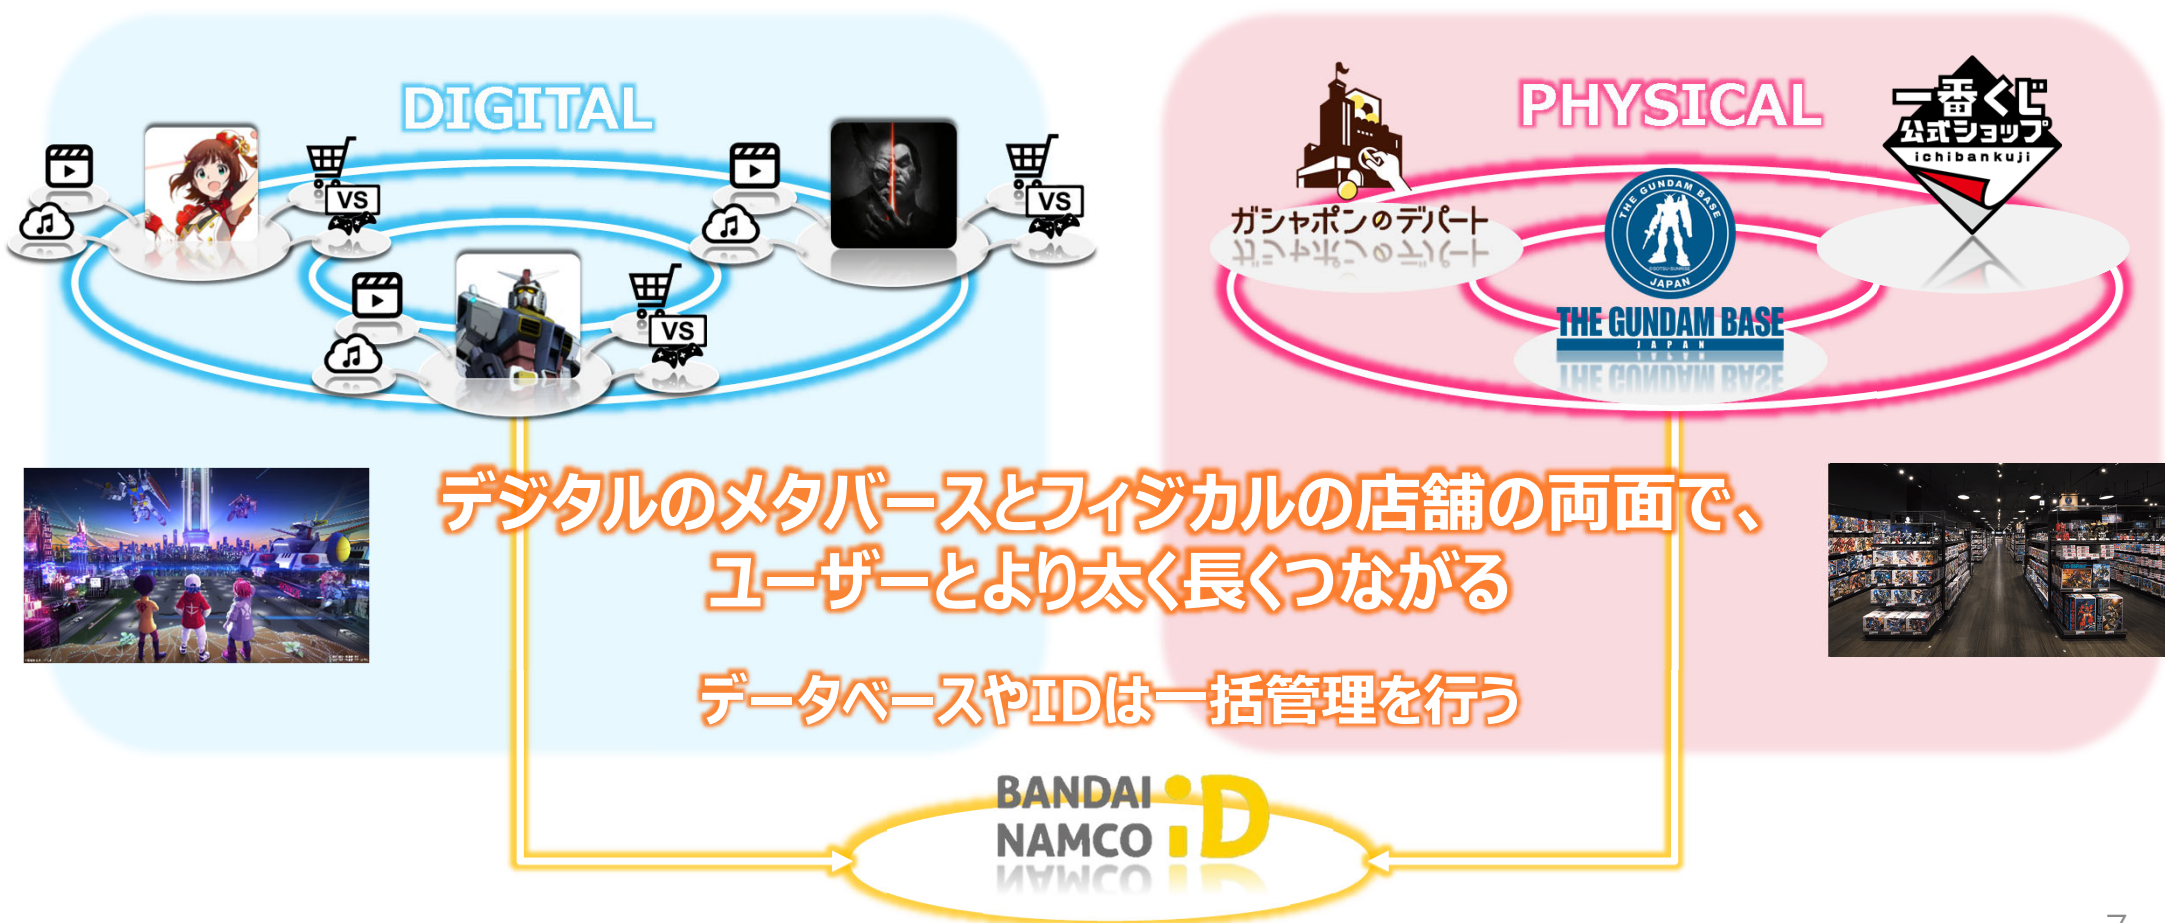 DIGITAL
VS
VS
VS
PHYSICAL
ガシャポンのデパート
THE GUNDAM BASE
©SOTSU・SUNRISE
JAPAN
THE GUNDAM BASE
JAPAN
一番くじ
公式ショップ
ichibankuji
デジタルのメタバースとフィジカルの店舗の両面で、
ユーザーとより太く長くつながる
データベースやIDは一括管理を行う
BANDAI
NAMCO
iD
7